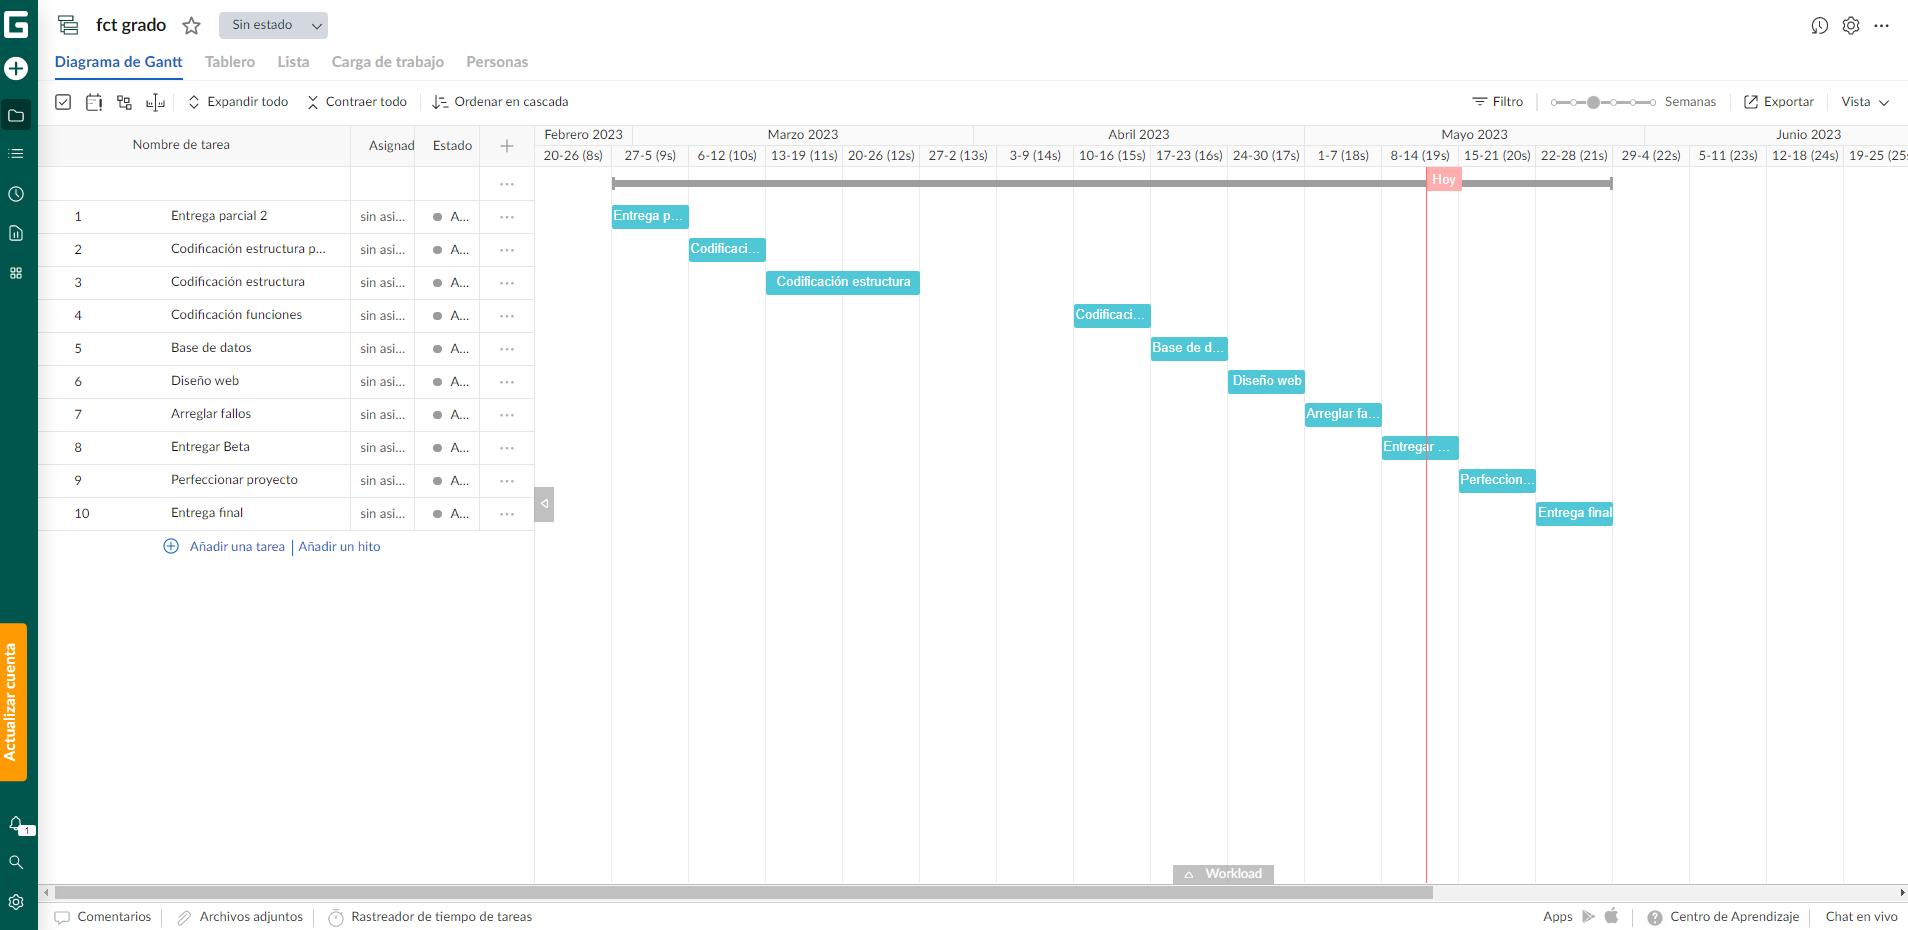 fct grado
Sin estado
Diagrama de Gantt Tablero Lista Carga de trabajo Personas
Expandir todo Contraer todo Ordenar en cascada Filtro Semanas Exportar Vista
Nombre de tarea Asignad Estado
Febrero 2023 Marzo 2023 Abril 2023 Mayo 2023 Junio 2023
20-26 (8s) 27-5 (9s) 6-12 (10s) 13-19 (11s) 20-26 (12s) 27-2 (13s) 3-9 (14s) 10-16 (15s) 17-23 (16s) 24-30 (17s) 1-7 (18s) 8-14 (19s) 15-21 (20s) 22-28 (21s) 29-4 (22s) 5-11 (23s) 12-18 (24s) 19-25 (25s
Hoy
1 Entrega parcial 2 sin asi... A... Entrega p...
2 Codificación estructura p... sin asi... A... Codificaci...
3 Codificación estructura sin asi... A... Codificación estructura
4 Codificación funciones sin asi... A... Codificaci...
5 Base de datos sin asi... A... Base de d...
6 Diseño web sin asi... A... Diseño web
7 Arreglar fallos sin asi... A... Arreglar fa...
8 Entregar Beta sin asi... A... Entregar ...
9 Perfeccionar proyecto sin asi... A... Perfeccion...
10 Entrega final sin asi... A... Entrega final
Añadir una tarea | Añadir un hito
Actualizar cuenta
1
Workload
Comentarios Archivos adjuntos Rastreador de tiempo de tareas Apps Centro de Aprendizaje Chat en vivo